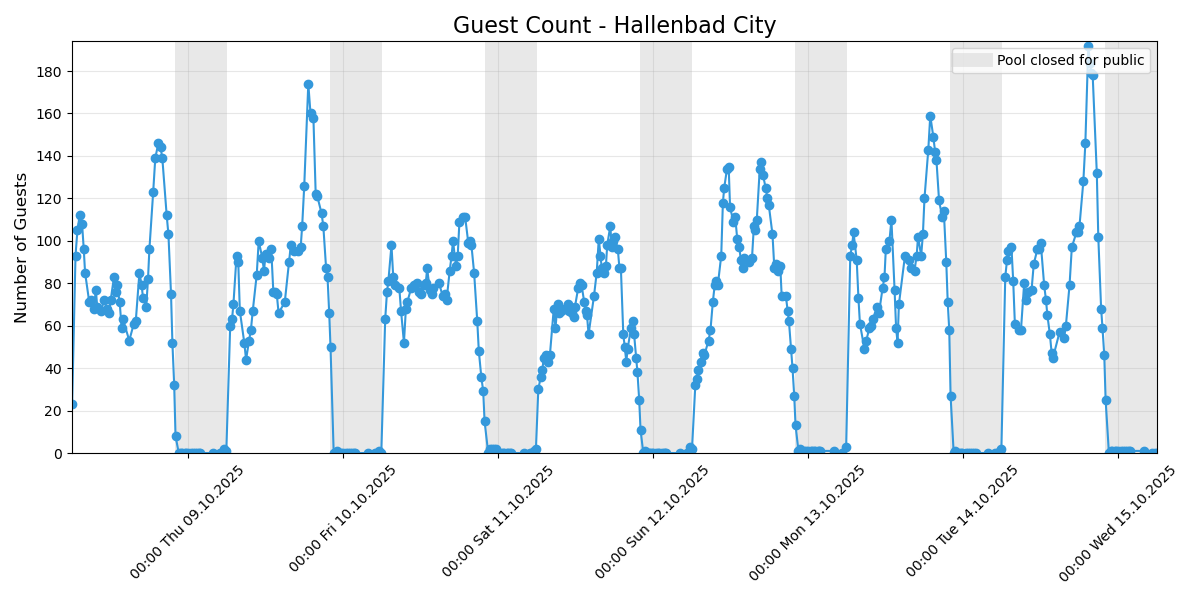 Guest Count - Hallenbad City
Number of Guests
180
160
140
120
100
80
60
40
20
0
Pool closed for public
00:00 Thu 09.10.2025
00:00 Fri 10.10.2025
00:00 Sat 11.10.2025
00:00 Sun 12.10.2025
00:00 Mon 13.10.2025
00:00 Tue 14.10.2025
00:00 Wed 15.10.2025